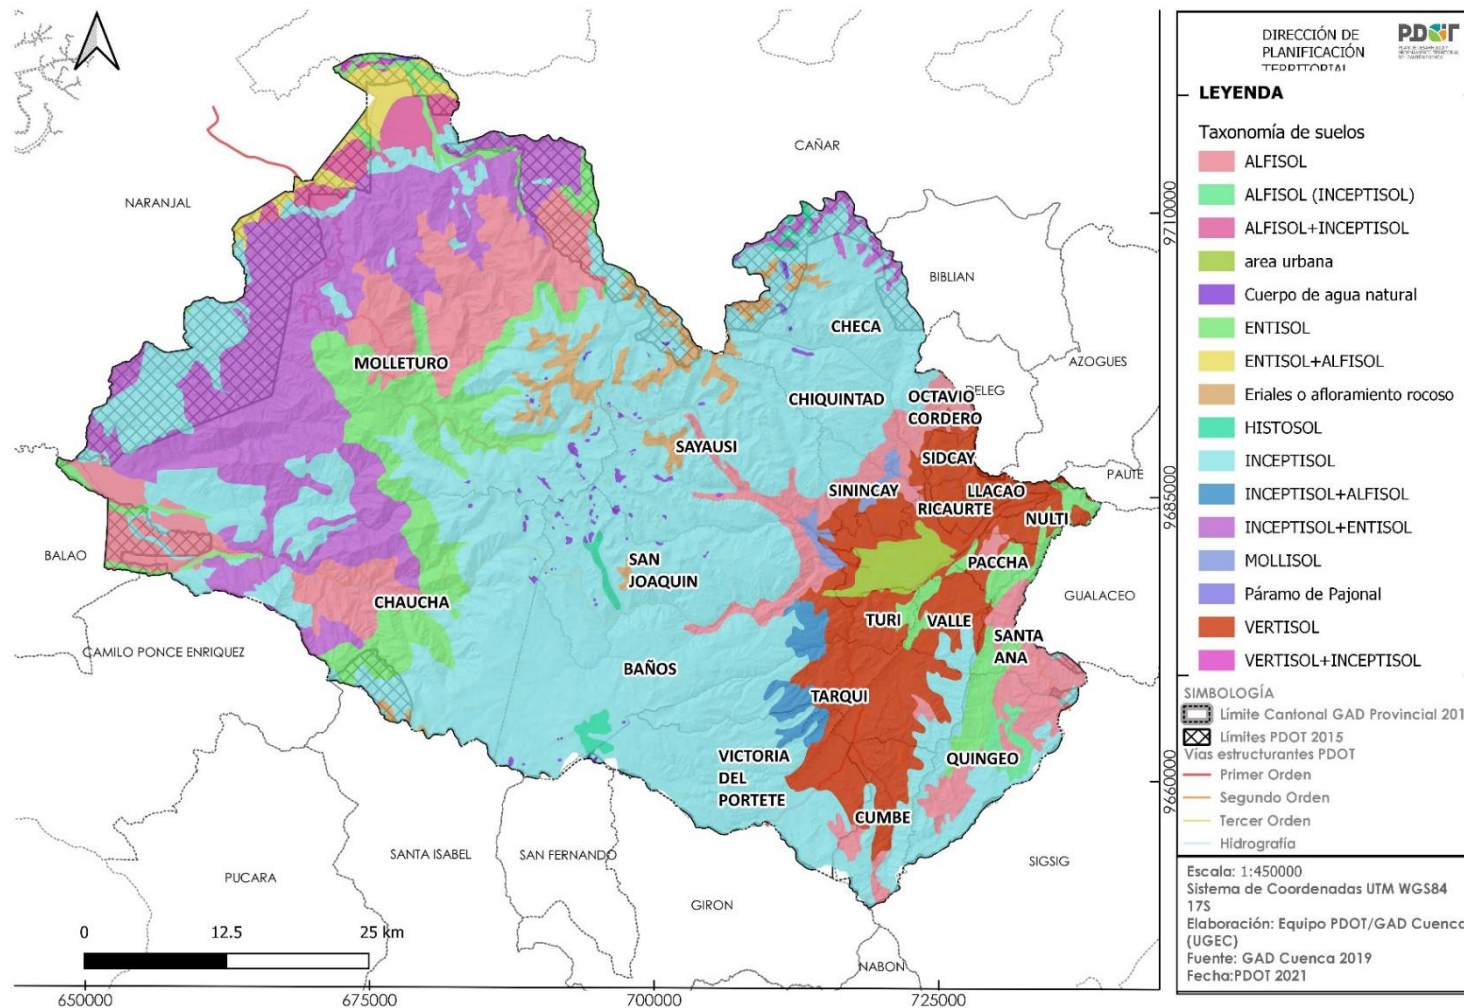 DIRECCIÓN DE
PLANIFICACIÓN
TERRITORIAL
PDOT
LEYENDA
Taxonomía de suelos
ALFISOL
ALFISOL (INCEPTISOL)
ALFISOL+INCEPTISOL
area urbana
Cuerpo de agua natural
ENTISOL
ENTISOL+ALFISOL
Eriales o afloramiento rocoso
HISTOSOL
INCEPTISOL
INCEPTISOL+ALFISOL
INCEPTISOL+ENTISOL
MOLLISOL
Páramo de Pajonal
VERTISOL
VERTISOL+INCEPTISOL
SIMBOLOGÍA
Límite Cantonal GAD Provincial 201
Límites PDOT 2015
Vías estructurantes PDOT
Primer Orden
Segundo Orden
Tercer Orden
Hidrografía
Escala: 1:450000
Sistema de Coordenadas UTM WGS84
17S
Elaboración: Equipo PDOT/GAD Cuenca
(UGEC)
Fuente: GAD Cuenca 2019
Fecha:PDOT 2021
CAÑAR
NARANJAL
BIBLIAN
CHECA
AZOGUES
MOLLETURO
DELEG
CHIQUINTAD
OCTAVIO
CORDERO
SAYAUSI
SIDCAY
PAUTE
SININCAY
LLACAO
RICAURTE
NULTI
BALAO
SAN
JOAQUIN
PACCHA
CHAUCHA
GUALACEO
TURI
VALLE
SANTA
ANA
CAMILO PONCE ENRIQUEZ
BAÑOS
TARQUI
VICTORIA
DEL
PORTETE
QUINGEO
CUMBE
SANTA ISABEL
SAN FERNANDO
SIGSIG
PUCARA
GIRON
NABON
0 12.5 25 km
650000 675000 700000 725000
9710000
9685000
9660000